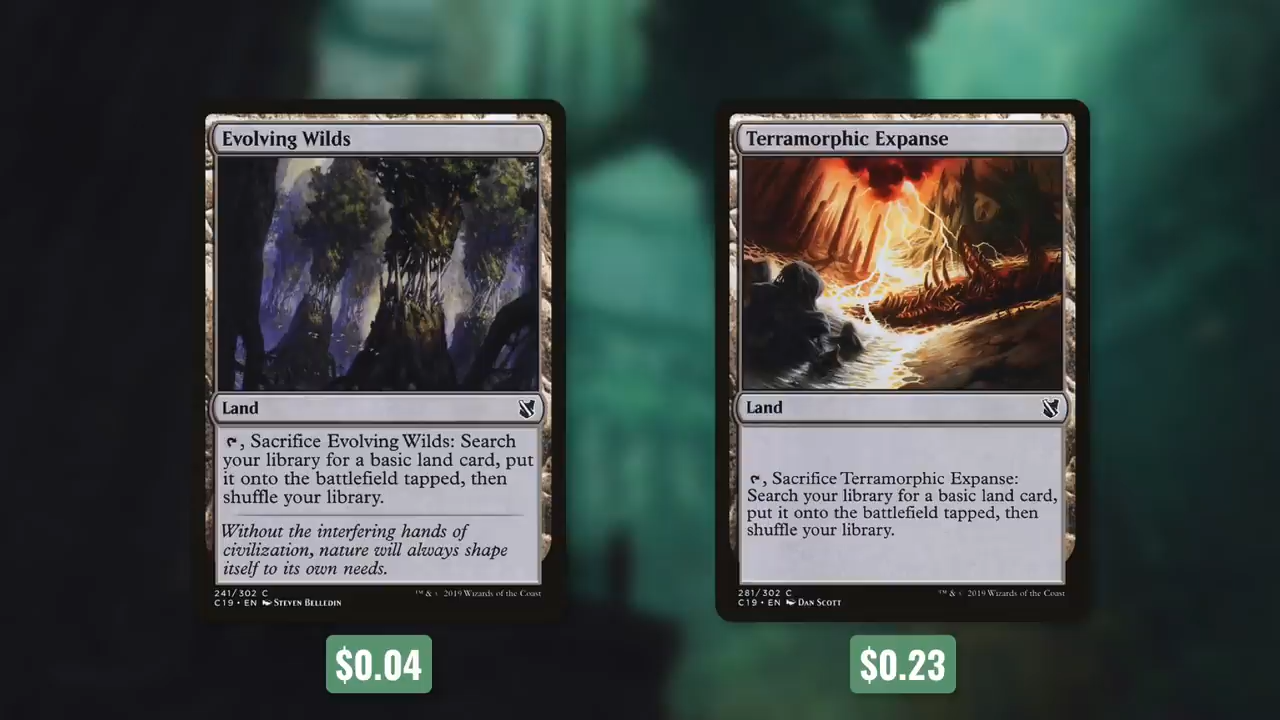 Evolving Wilds
Land
, Sacrifice Evolving Wilds: Search
your library for a basic land card, put
it onto the battlefield tapped, then
shuffle your library.
Without the interfering hands of
civilization, nature will always shape
itself to its own needs.
241/302 C
C19 • EN Steven Belledin
™ & © 2019 Wizards of the Coast
$0.04
Terramorphic Expanse
Land
, Sacrifice Terramorphic Expanse:
Search your library for a basic land card,
put it onto the battlefield tapped, then
shuffle your library.
281/302 C
C19 • EN Dan Scott
™ & © 2019 Wizards of the Coast
$0.23